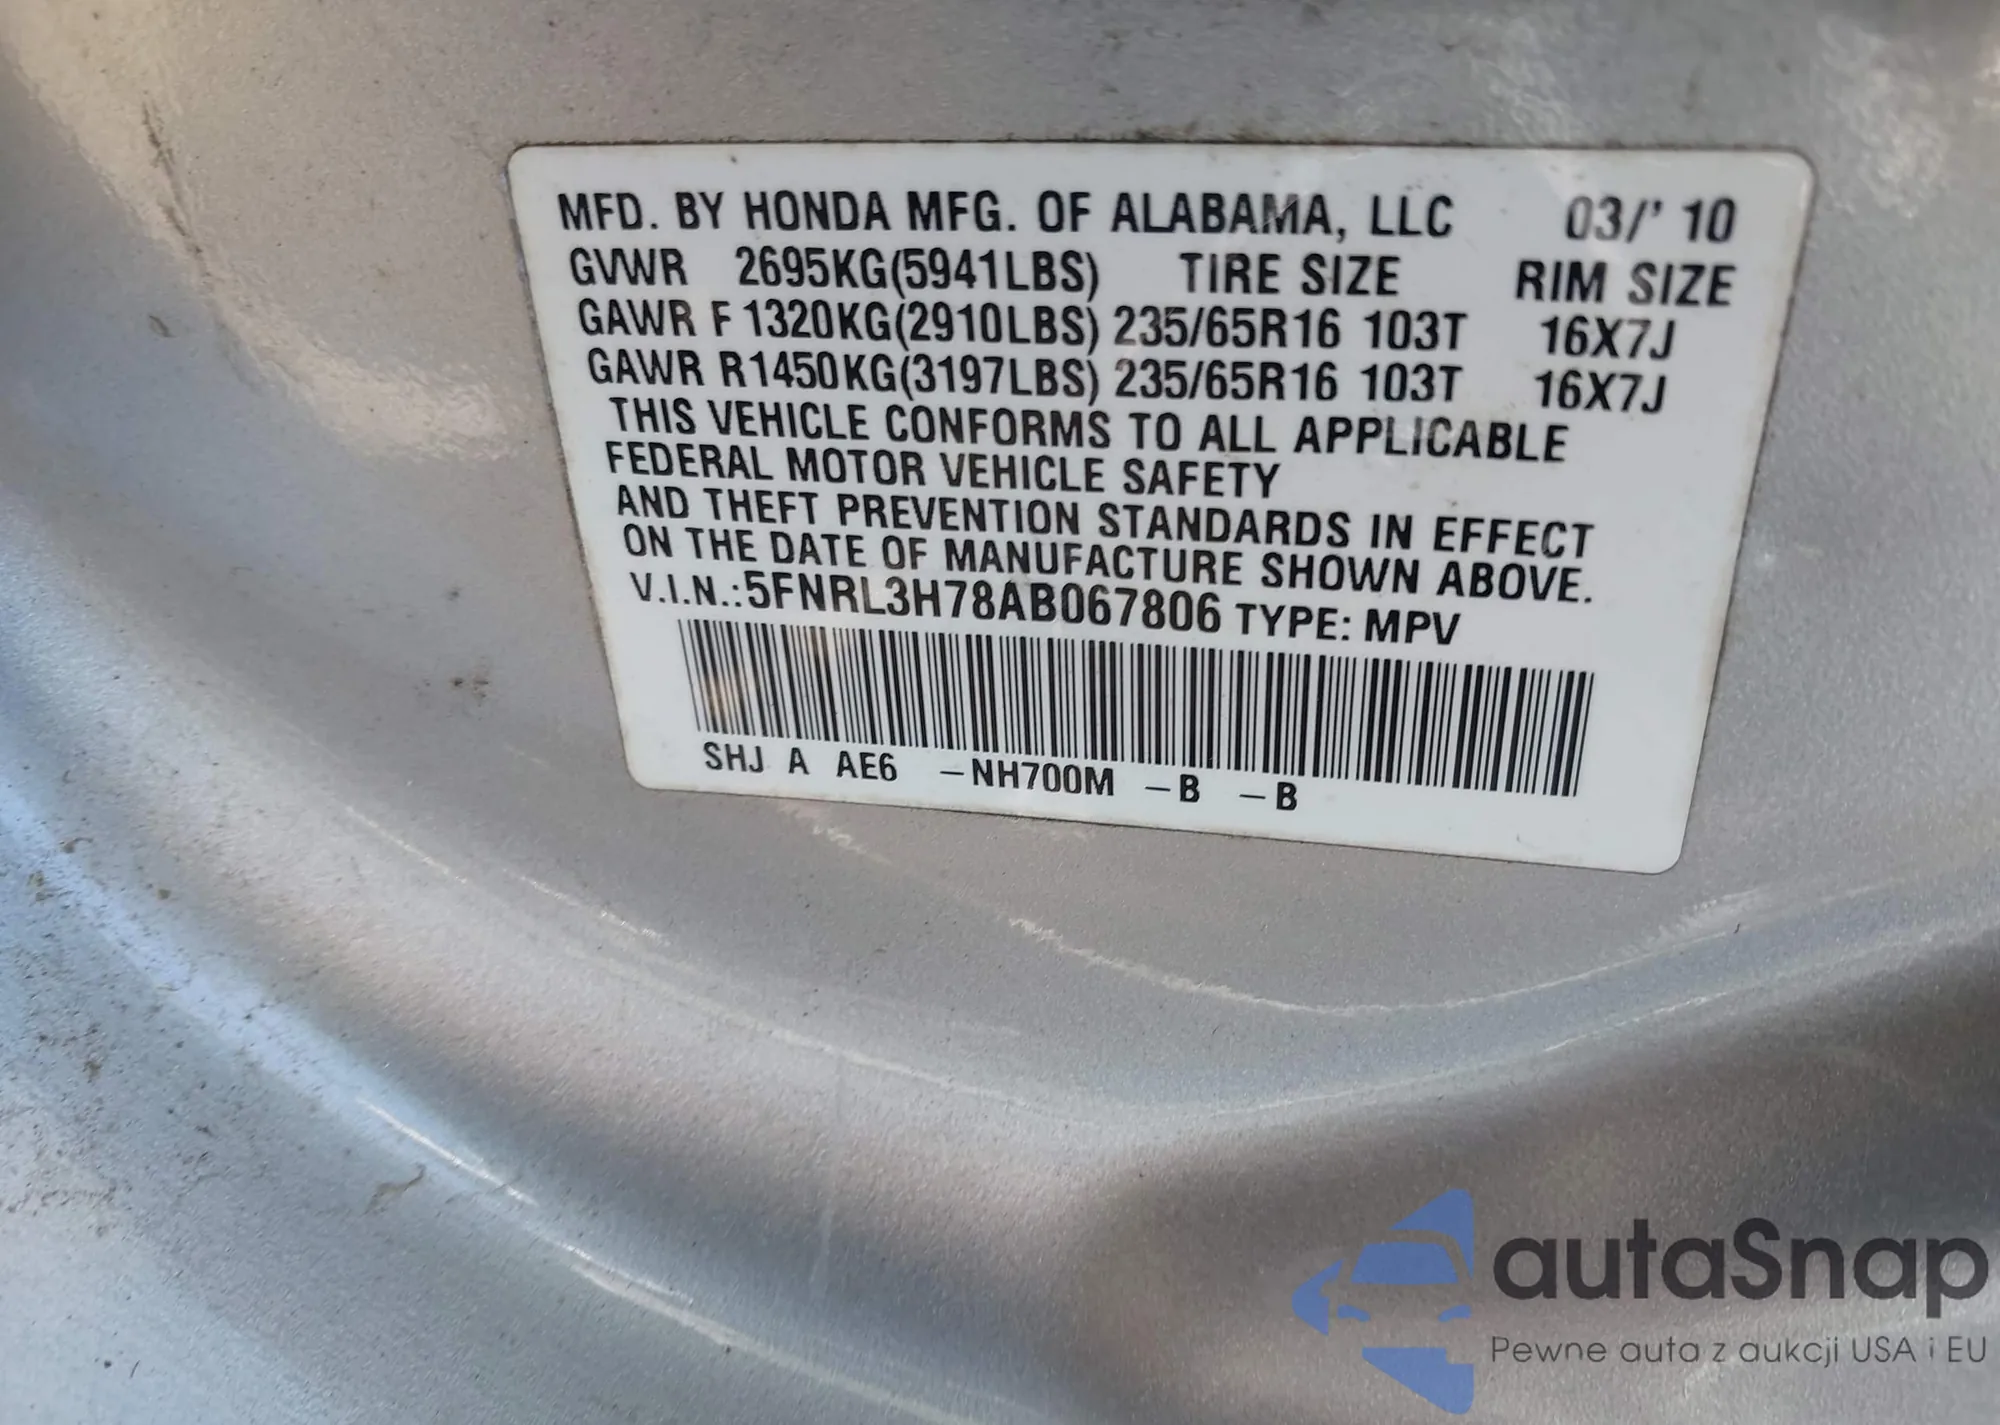 MFD. BY HONDA MFG. OF ALABAMA, LLC 03/' 10
GVWR 2695KG(5941LBS) TIRE SIZE RIM SIZE
GAWR F 1320KG(2910LBS) 235/65R16 103T 16X7J
GAWR R1450KG(3197LBS) 235/65R16 103T 16X7J
THIS VEHICLE CONFORMS TO ALL APPLICABLE
FEDERAL MOTOR VEHICLE SAFETY
AND THEFT PREVENTION STANDARDS IN EFFECT
ON THE DATE OF MANUFACTURE SHOWN ABOVE.
V.I.N.:5FNRL3H78AB067806 TYPE: MPV
SHJ A AE6 –NH700M –B –B
autaSnap
Pewne auta z aukcji USA i EU